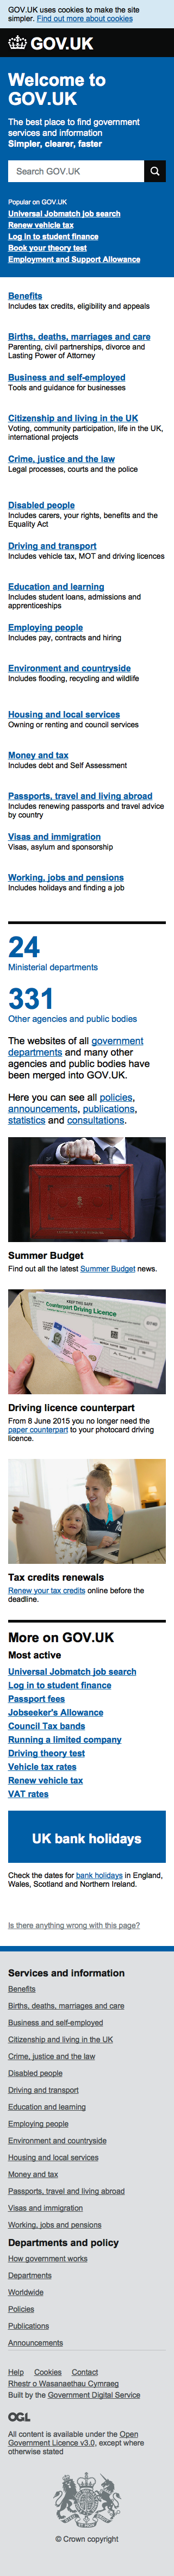 GOV.UK uses cookies to make the site
simpler. Find out more about cookies
GOV.UK
Welcome to
GOV.UK
The best place to find government
services and information
Simpler, clearer, faster
Search GOV.UK
Popular on GOV.UK
Universal Jobmatch job search
Renew vehicle tax
Log in to student finance
Book your theory test
Employment and Support Allowance
Benefits
Includes tax credits, eligibility and appeals
Births, deaths, marriages and care
Parenting, civil partnerships, divorce and
Lasting Power of Attorney
Business and self-employed
Tools and guidance for businesses
Citizenship and living in the UK
Voting, community participation, life in the UK,
international projects
Crime, justice and the law
Legal processes, courts and the police
Disabled people
Includes carers, your rights, benefits and the
Equality Act
Driving and transport
Includes vehicle tax, MOT and driving licences
Education and learning
Includes student loans, admissions and
apprenticeships
Employing people
Includes pay, contracts and hiring
Environment and countryside
Includes flooding, recycling and wildlife
Housing and local services
Owning or renting and council services
Money and tax
Includes debt and Self Assessment
Passports, travel and living abroad
Includes renewing passports and travel advice
by country
Visas and immigration
Visas, asylum and sponsorship
Working, jobs and pensions
Includes holidays and finding a job
24
Ministerial departments
331
Other agencies and public bodies
The websites of all government
departments and many other
agencies and public bodies have
been merged into GOV.UK.
Here you can see all policies,
announcements, publications,
statistics and consultations.
Summer Budget
Find out all the latest Summer Budget news.
Counterpart Driving Licence
Driving licence counterpart
From 8 June 2015 you no longer need the
paper counterpart to your photocard driving
licence.
Tax credits renewals
Renew your tax credits online before the
deadline.
More on GOV.UK
Most active
Universal Jobmatch job search
Log in to student finance
Passport fees
Jobseeker's Allowance
Council Tax bands
Running a limited company
Driving theory test
Vehicle tax rates
Renew vehicle tax
VAT rates
UK bank holidays
Check the dates for bank holidays in England,
Wales, Scotland and Northern Ireland.
Is there anything wrong with this page?
Services and information
Benefits
Births, deaths, marriages and care
Business and self-employed
Citizenship and living in the UK
Crime, justice and the law
Disabled people
Driving and transport
Education and learning
Employing people
Environment and countryside
Housing and local services
Money and tax
Passports, travel and living abroad
Visas and immigration
Working, jobs and pensions
Departments and policy
How government works
Departments
Worldwide
Policies
Publications
Announcements
Help Cookies Contact
Rhestr o Wasanaethau Cymraeg
Built by the Government Digital Service
OGL
All content is available under the Open
Government Licence v3.0, except where
otherwise stated
© Crown copyright